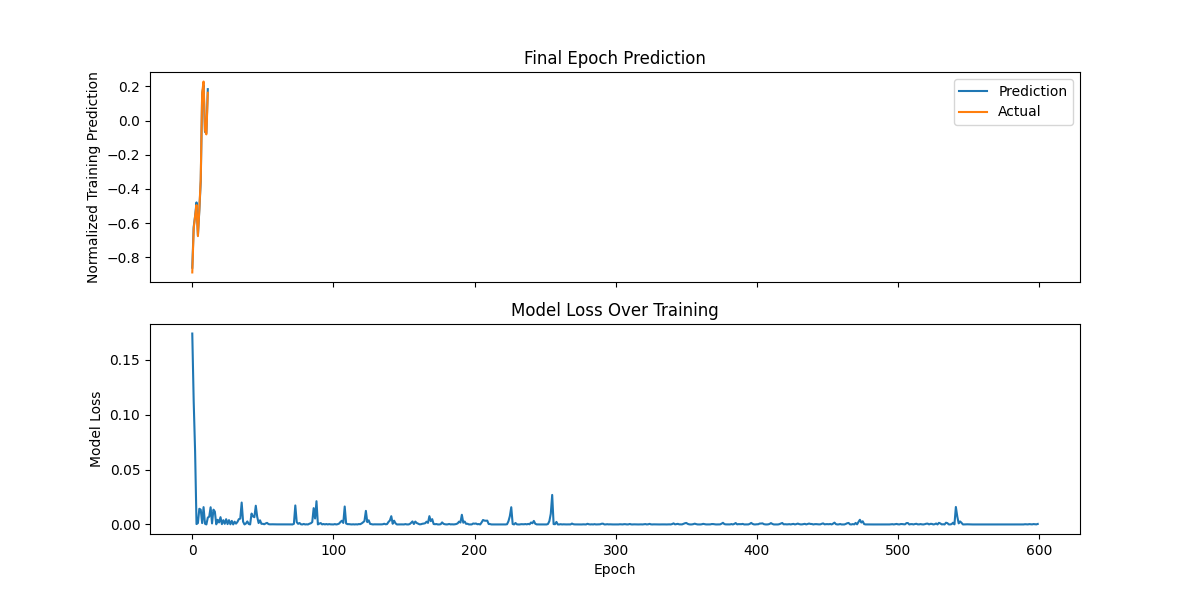 Final Epoch Prediction
Normalized Training Prediction
0.2
0.0
−0.2
−0.4
−0.6
−0.8
Prediction
Actual
Model Loss Over Training
Model Loss
0.15
0.10
0.05
0.00
0
100
200
300
400
500
600
Epoch